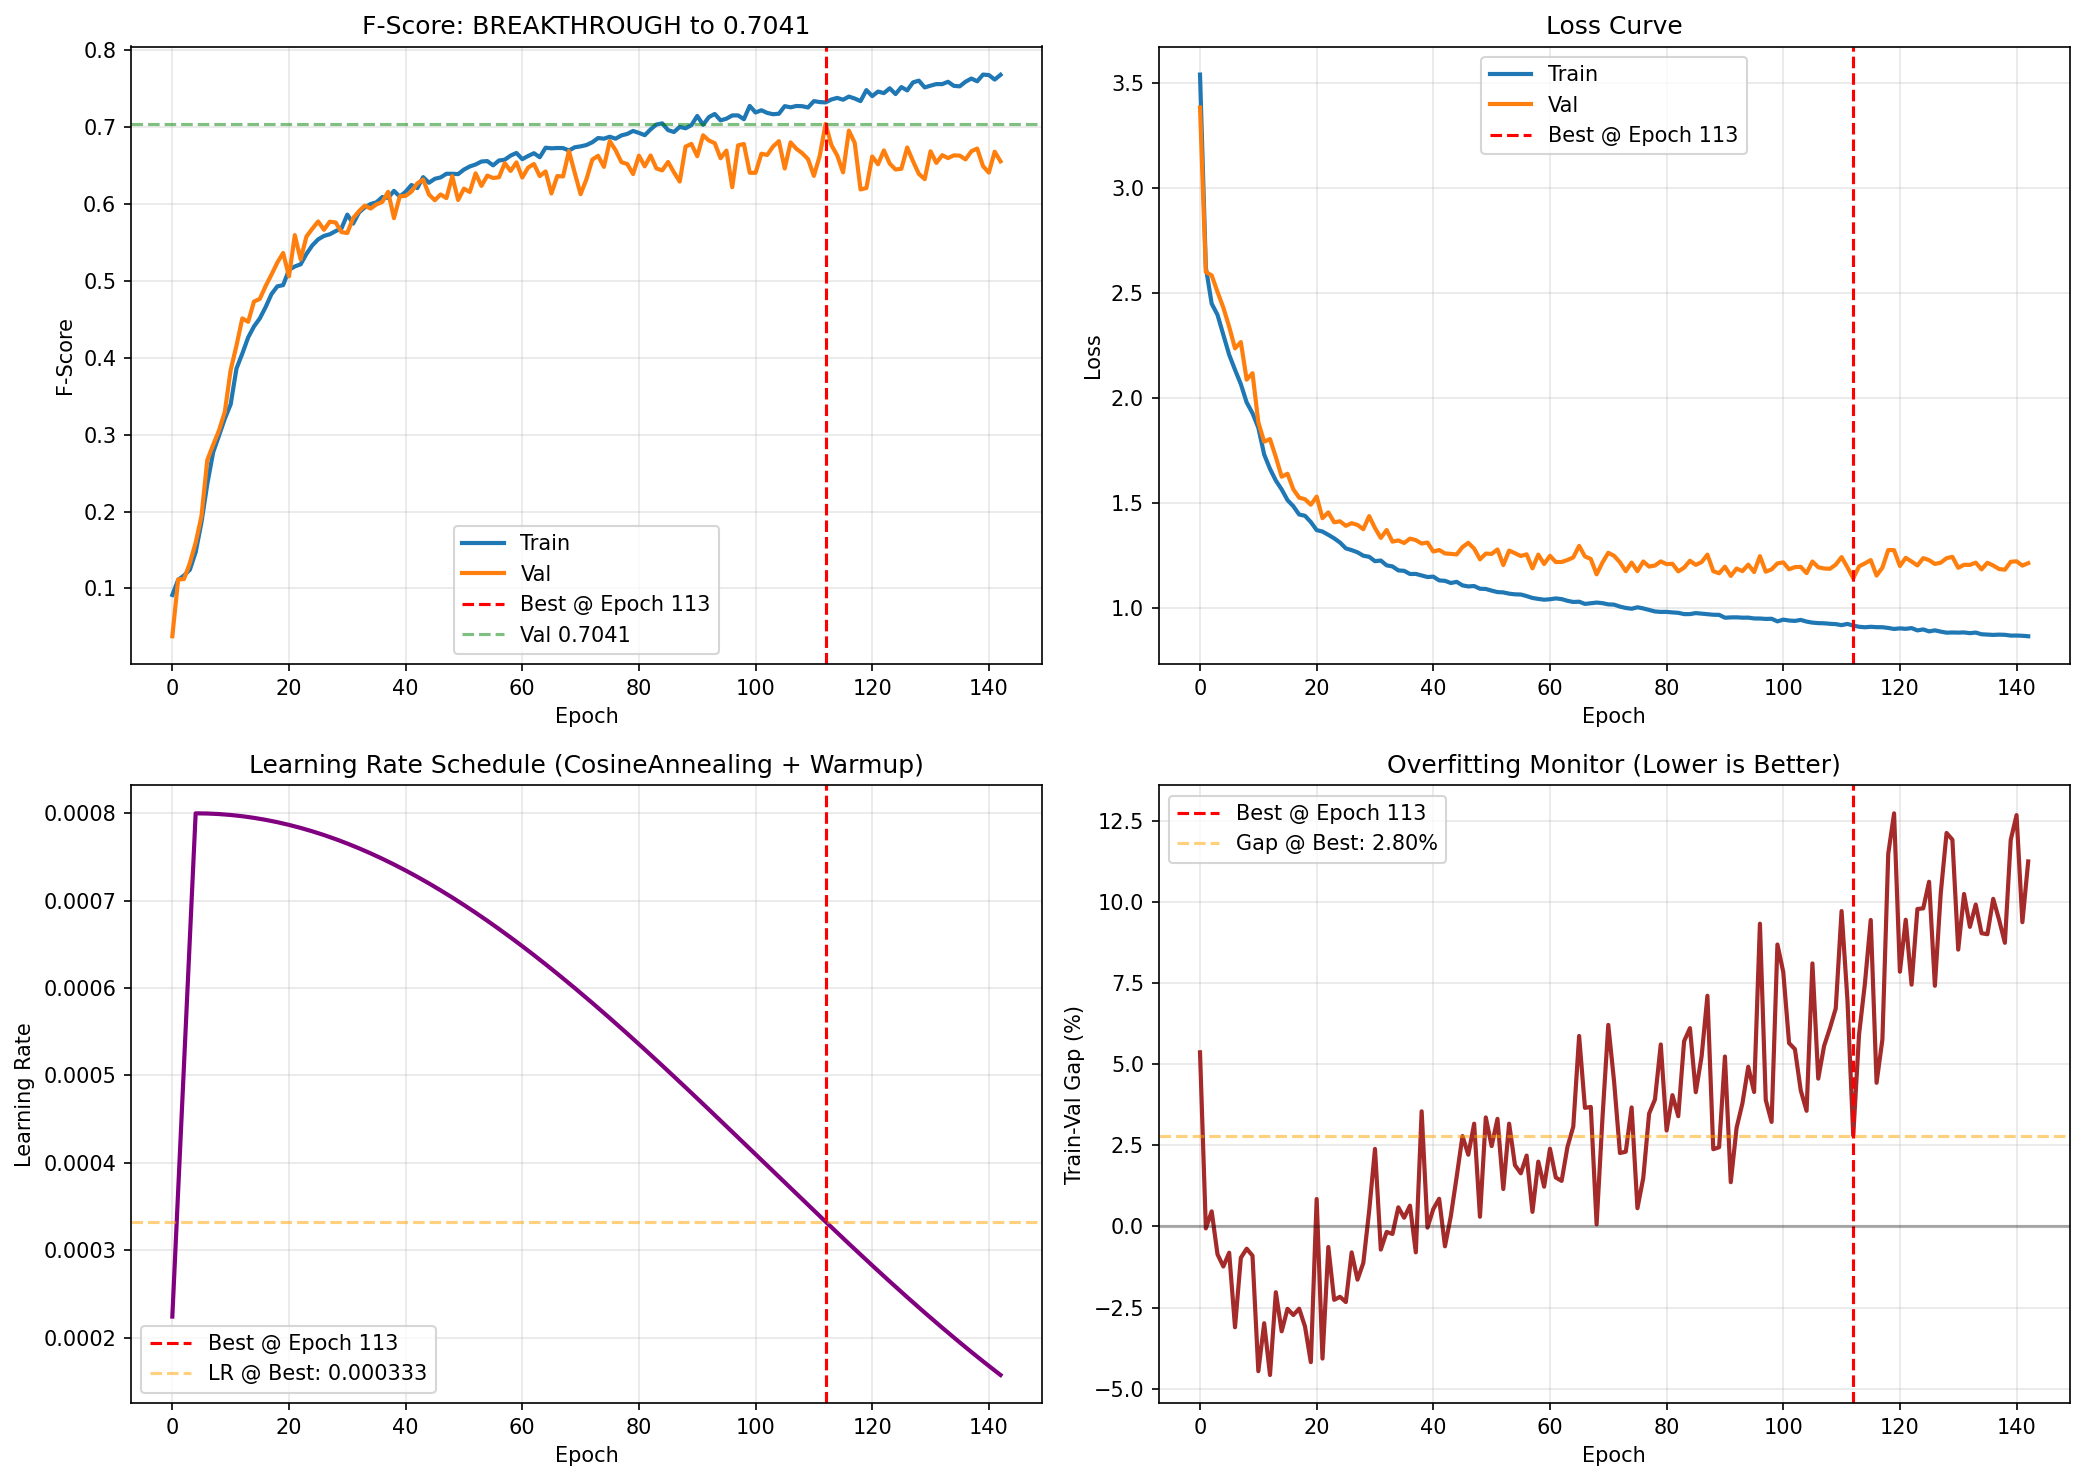 F-Score: BREAKTHROUGH to 0.7041
0.8
0.7
0.6
0.5
0.4
0.3
0.2
0.1
F-Score
Train
Val
Best @ Epoch 113
Val 0.7041
0 20 40 60 80 100 120 140
Epoch
Loss Curve
3.5
3.0
2.5
2.0
1.5
1.0
Loss
Train
Val
Best @ Epoch 113
0 20 40 60 80 100 120 140
Epoch
Learning Rate Schedule (CosineAnnealing + Warmup)
0.0008
0.0007
0.0006
0.0005
0.0004
0.0003
0.0002
Learning Rate
Best @ Epoch 113
LR @ Best: 0.000333
0 20 40 60 80 100 120 140
Epoch
Overfitting Monitor (Lower is Better)
12.5
10.0
7.5
5.0
2.5
0.0
−2.5
−5.0
Train-Val Gap (%)
Best @ Epoch 113
Gap @ Best: 2.80%
0 20 40 60 80 100 120 140
Epoch